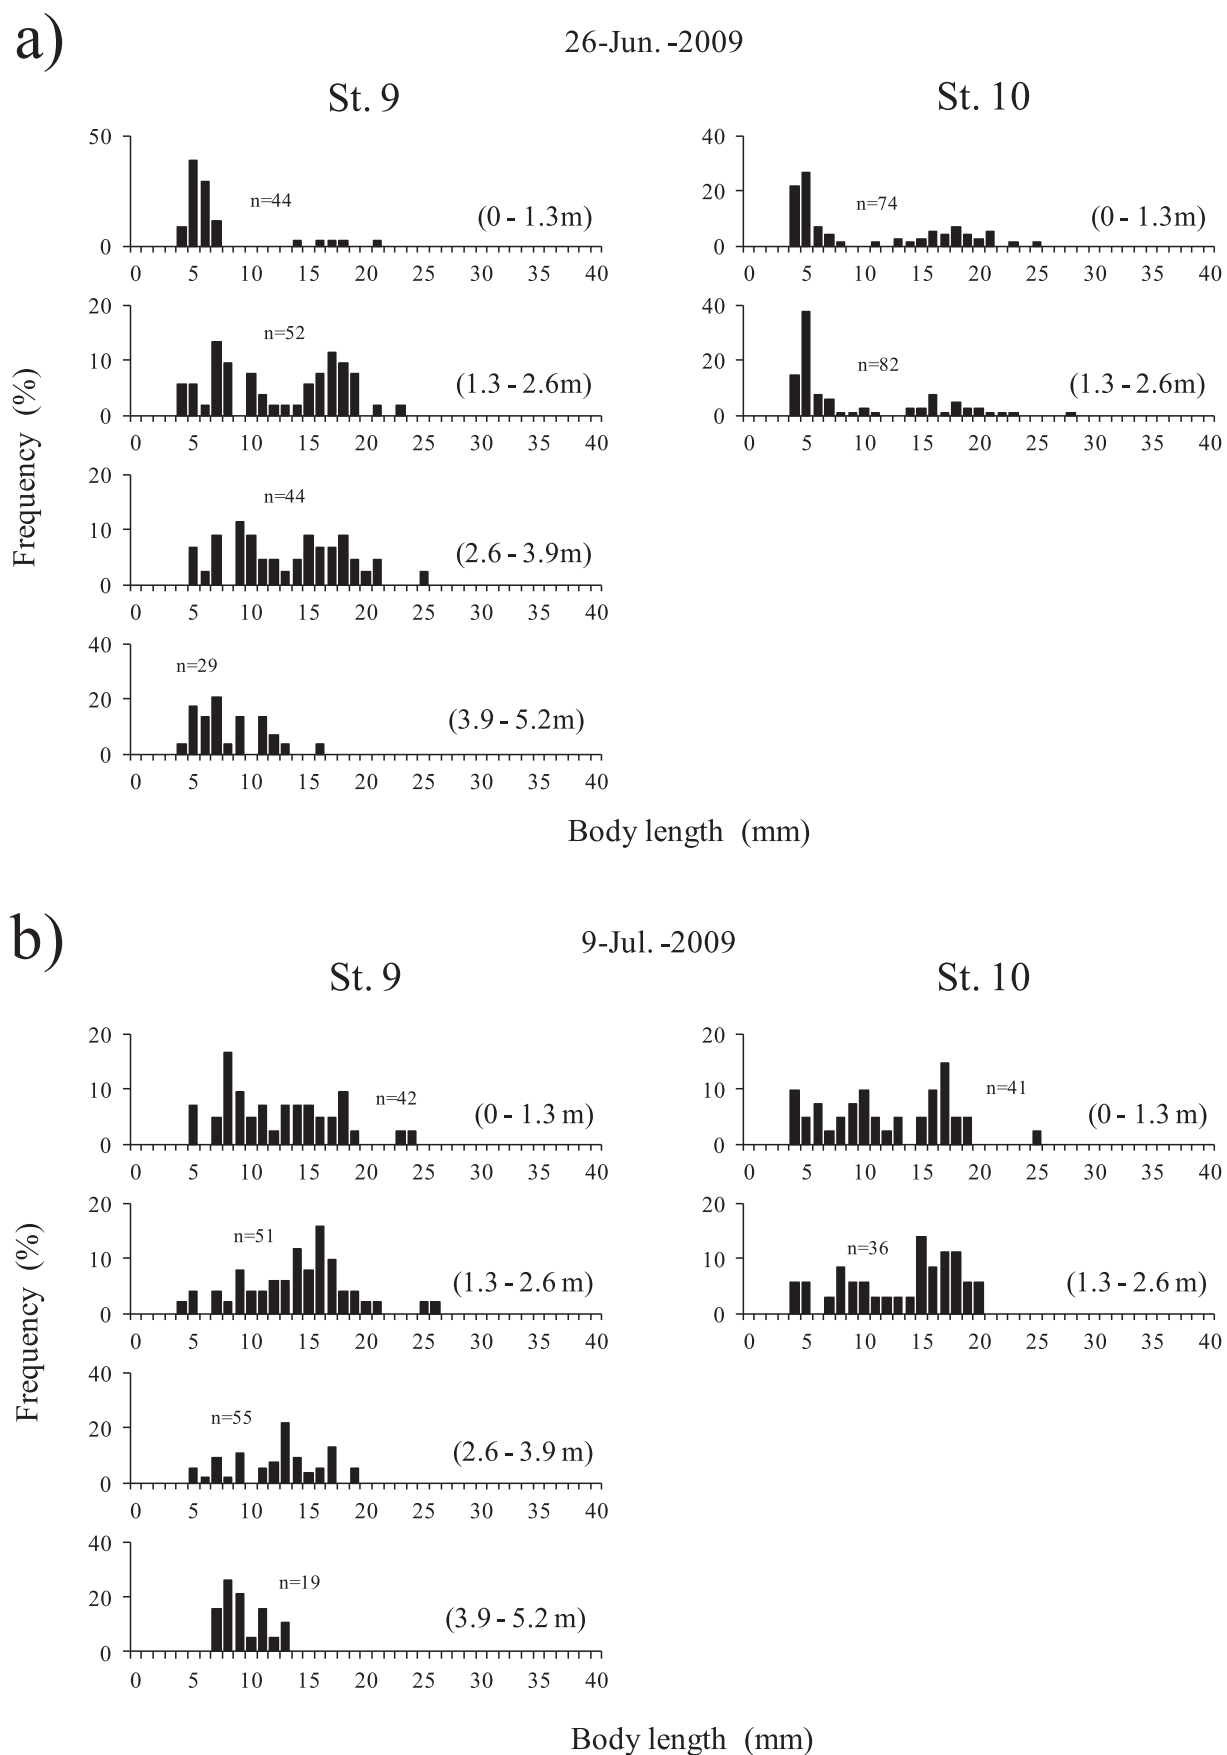 a)
26-Jun. -2009
St. 9
St. 10
50
0
n=44
(0 - 1.3m)
0 5 10 15 20 25 30 35 40
40
20
0
n=74
(0 - 1.3m)
0 5 10 15 20 25 30 35 40
20
10
0
n=52
(1.3 - 2.6m)
0 5 10 15 20 25 30 35 40
40
20
0
n=82
(1.3 - 2.6m)
0 5 10 15 20 25 30 35 40
Frequency (%)
20
10
0
n=44
(2.6 - 3.9m)
0 5 10 15 20 25 30 35 40
40
20
0
n=29
(3.9 - 5.2m)
0 5 10 15 20 25 30 35 40
Body length (mm)
b)
9-Jul. -2009
St. 9
St. 10
20
10
0
n=42
(0 - 1.3 m)
0 5 10 15 20 25 30 35 40
20
10
0
n=41
(0 - 1.3 m)
0 5 10 15 20 25 30 35 40
20
10
0
n=51
(1.3 - 2.6 m)
0 5 10 15 20 25 30 35 40
20
10
0
n=36
(1.3 - 2.6 m)
0 5 10 15 20 25 30 35 40
Frequency (%)
40
20
0
n=55
(2.6 - 3.9 m)
0 5 10 15 20 25 30 35 40
40
20
0
n=19
(3.9 - 5.2 m)
0 5 10 15 20 25 30 35 40
Body length (mm)